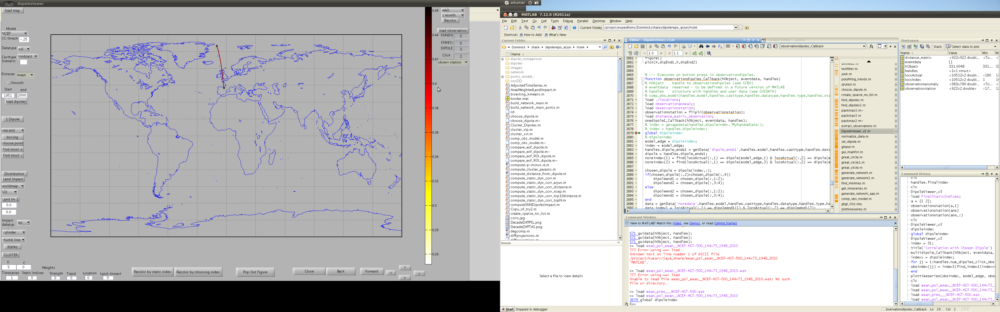 DipoleViewer
load map
Model
NCEP
CC thresh -.25
Datatype psl
Casttype hindcast
Scenario
Extravar mean
Smooth
Start end
1951 2000
load dipoles
1 Dipole
one end
boxing
choose point
Find most +
Find most -
Distribution
Land Impact
worldmap
SOI
Land Im 2
0.0
0.0
Impact
datatyp tas
cylinder
rhumb line
diplay
CLUSTER
K C
5 0
Weights
Timeseries Static Indices Strength Trend Location Land-Impact
1 0 0 0 0 0
Recolor by static index
Recolor by choosing index
Pop Out Figure
Close
Back
Forward
<
^
v
>
0.46
0.44
0.42
0.4
0.38
0.36
0.34
0.32
0.3
0.28
0.26
AAO
1 month
Recolor
load observation
KNN(N) 5
KNN(S) 5
DIPOLE 3
Click 2
observ station
arkumar
MATLAB 7.12.0 (R2011a)
File Edit Text Go Cell Tools Debug Parallel Desktop Window Help
Current Folder: /project/expeditions/Dominick/share/dipolerepo_arjun/trunk
Shortcuts How to Add What's New
Current Folder
« Dominick ▸ share ▸ dipolerepo_arjun ▸ trunk ▸
Name
dipole_comparison
dipoles
images
network
portis_model_
snnDD
AdjustedTimeSeries.m
AreaWeightedLandImpact.m
bisecting_kmeans.m
border.mat
build_network_main.m
build_network_main_portis.m
cd
choose_dipole.m
choose_dipole.m~
Cluster_Dipoles.m
cluster_slp.m
cluster_sst.m
comp_obs_model.m
comp_obs_model.m~
compare_eof_dipole.m
compare_eof_dipole.m~
compare_eof_ROI_dipole.m
compare_eof_ROI_dipole.m~
compute-p-minus-e.m
compute_cluster_params.m
compute_distance_from_dipole.m
compute_static_dyn_corr.m
compute_static_dyn_corr_arjun.m
compute_static_dyn_corr_distance.m
compute_static_dyn_corr_ncep.m
compute_static_dyn_corr_top10distance.m
compute_static_dyn_corr_topN.m
computeSNNDipolesImpact.m
Copy_of_try2.m
create_sparse_nn_list.m
csiro.jpg
DecadeDiffPSL.png
DecadeDiffTAS.png
degcomp.m
diffprojections.m
Details
Select a file to view details
Start Stopped in debugger
Editor - DipoleViewer_v3.m
observationdipoles_Callback
1.0 1.1
2661 figure()
2662 plot(X,dipEnd1,X,dipEnd2)
2663
2664
2665 % --- Executes on button press in observationdipoles.
2666 function observationdipoles_Callback(hObject, eventdata, handles)
2667 % hObject handle to observationdipoles (see GCBO)
2668 % eventdata reserved - to be defined in a future version of MATLAB
2669 % handles structure with handles and user data (see GUIDATA)
2670 % comp_obs_model(handles.model,handles.casttype,handles.datatype,handles.type,handles.sta
2671 load ./locations;
2672 load observationanomaly;
2673 load observationstation;
2674 observationstation = fliplr(observationstation);
2675 load distance_matrix_observation;
2676 onedipole1_Callback(hObject, eventdata, handles);
2677 % index = getappdata(handles.dipoleindex,'MyRandomData');
2678 % index = handles.dipoleindex;
2679 global dipoleindex
2680 % dipoleindex
2681 model_edge = dipoleindex;
2682 index = model_edge;
2683 handles.dipole_ends1 = getData('dipole_ends1',handles.model,handles.casttype,handles.data
2684 dipole = handles.dipole_ends1;
2685 normindex(1) = find(locsActual(:,1) == dipole(model_edge,1) & locsActual(:,2) == dipole(m
2686 normindex(2) = find(locsActual(:,1) == dipole(model_edge,3) & locsActual(:,2) == dipole(m
2687
2688 chosen_dipole = dipole(index,:);
2689 if(chosen_dipole(:,2)>chosen_dipole(:,4))
2690 dipoleend1 = chosen_dipole(:,1:2);
2691 dipoleend2 = chosen_dipole(:,3:4);
2692 else
2693 dipoleend2 = chosen_dipole(:,1:2);
2694 dipoleend1 = chosen_dipole(:,3:4);
2695 end
2696 data = getData('normdata',handles.model,handles.casttype,handles.datatype,handles.type,ha
2697 data_index1 = locsActual(:,1) == dipoleend1(1) & locsActual(:,2) == dipoleend1(2);
testfilter.m
junk.m
polyfitting_trends.m
qrytest.m
choose_dipole.m
create_sparse_nn_list.m
find_dipoles.m
find_dipoles2.m
packmax3.m~
packmax3.m
packmax2.m~
extract_observations.m
DipoleViewer_v3.m
normalize_data.m
sel_dipole.m
ginput.m
gui_mainfcn.m
great_circle.m
great_circle1.m
great_circle.m
generate_network.m
generate_network2.m
find_minimas.m
get_timeseries.m
generate_network_aao.m
comp_obs_model.m
ghgt_00z.mly
plottimeseries.m
Command Window
New to MATLAB? Watch this Video, see Demos, or read Getting Started.
571 guidata(hObject, handles);
571 guidata(hObject, handles);
571 guidata(hObject, handles);
>> load mean_psl_mean__NCEP-HGT-500_144x73_1948_2010
??? Error using ==> load
Unknown text on line number 1 of ASCII file
/project/kumarv/jaya_share/mean_psl_mean__NCEP-HGT-500_144x73_1948_2010
"MATLAB".
>> load mean_psl_mean__NCEP-HGT-500_144x73_1948_2010.mat
??? Error using ==> load
Unable to read file mean_psl_mean__NCEP-HGT-500_144x73_1948_2010.mat: No such
file or directory.
>> load mean_pres___NCEP-HGT-500.mat
>> load mean_psl_mean__NCEP-HGT-500_144x73_1948_2010
2679 global dipoleindex
K>>
Workspace
Stack: Select data to plot
Name Value Min Ma
distance_matrix <922x922 doubl... <To...
eventdata []
hObject 331.0048 331....
handles <1x1 struct>
locsActual <10512x2 doubl... -180
locsIndex <10512x2 doubl... 1
observationanomaly <983x780 doubl... <To...
observationstation <922x2 double> -17...
Command History
clc
handles.finalindex
clc
DipoleViewer_v3
load FinalStaticIndices;
a = [1 2];
observationstation(a,1)
observationstation(ans)
observationstation(ans,:)
clc
DipoleViewer_v3
dipoleindex
global dipoleindex
DipoleViewer_v3
index = 31;
title('Correlation with Chosen Dipole')
multidipole_Callback(hObject, eventdata,
indexx = dipoleindex;
for jj = 1:handles.num_dipoles_click_obs
obsindex(jj) = index1(find_index1(indexx
end
plottimeseries(obsindex, model_edge, obse
clc
load mean_psl_mean__NCEP-HGT-500_144x73_
load mean_psl_mean__NCEP-HGT-500_144x73_
load mean_pres___NCEP-HGT-500.mat
load mean_psl_mean__NCEP-HGT-500_144x73_
...bservationdipoles_Callback Ln 26... Col 1 OVR